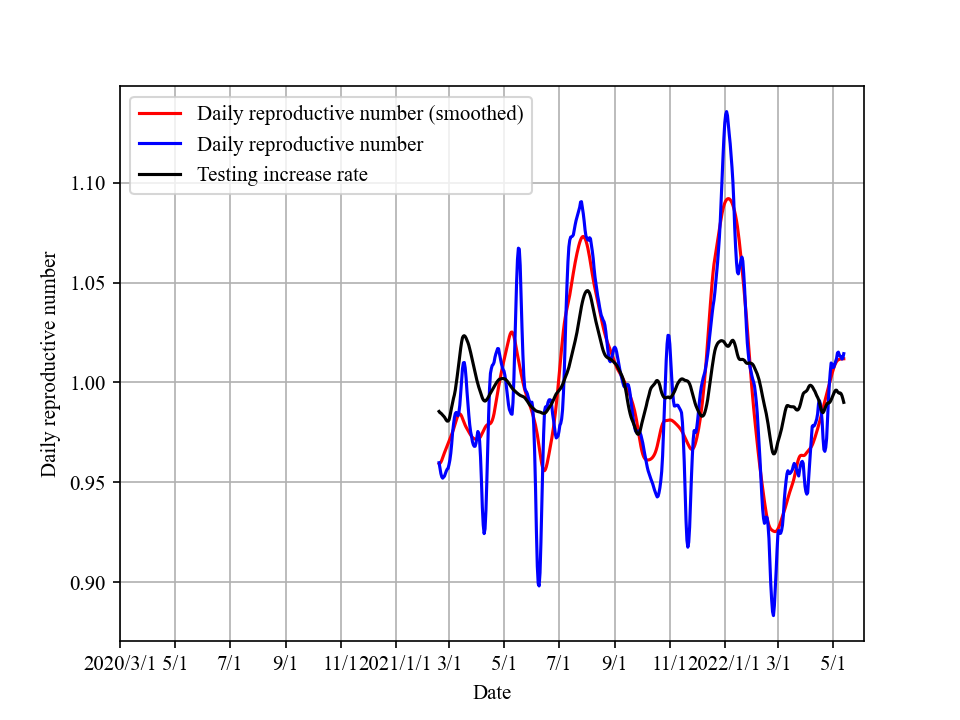 Daily reproductive number (smoothed)
Daily reproductive number
Testing increase rate
Daily reproductive number
1.10
1.05
1.00
0.95
0.90
2020/3/1 5/1 7/1 9/1 11/1 2021/1/1 3/1 5/1 7/1 9/1 11/1 2022/1/1 3/1 5/1
Date